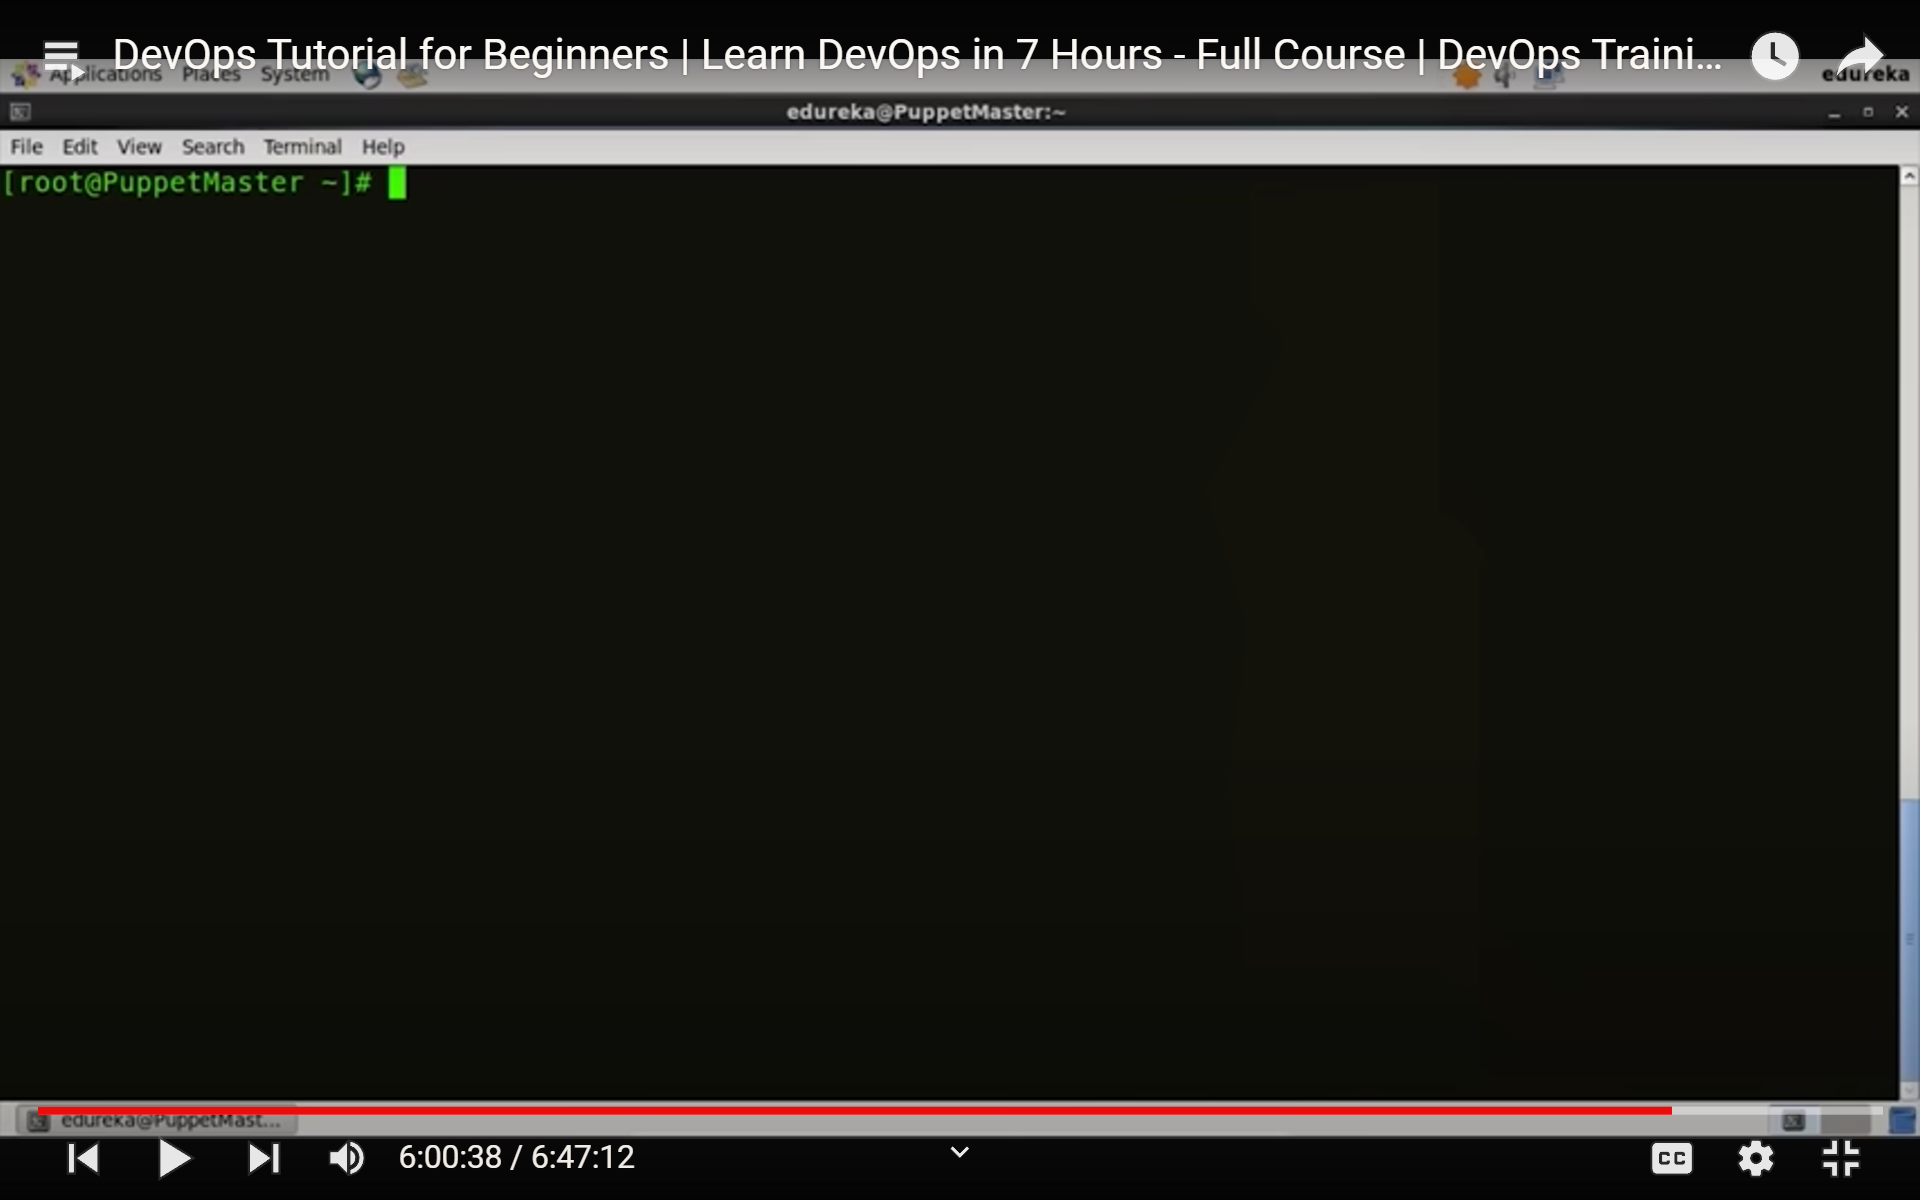 DevOps Tutorial for Beginners | Learn DevOps in 7 Hours - Full Course | DevOps Traini...
Applications Places System
edureka
edureka@PuppetMaster:~
File Edit View Search Terminal Help
[root@PuppetMaster ~]#
edureka@PuppetMast...
6:00:38 / 6:47:12
CC